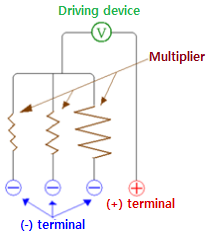 Driving device
V
Multiplier
(+) terminal
(-) terminal